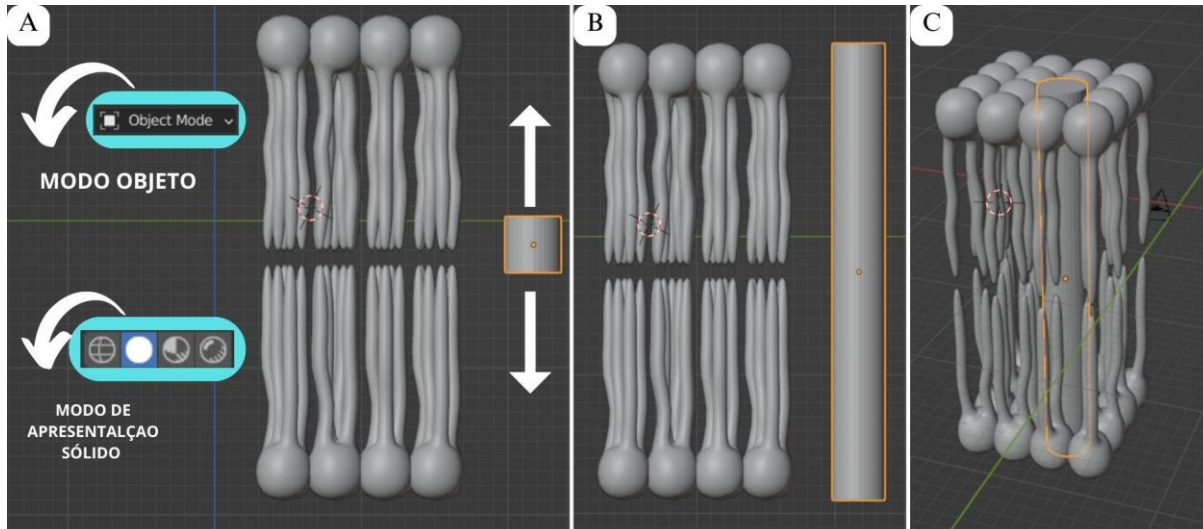 A
Object Mode
MODO OBJETO
MODO DE
APRESENTALÇAO
SÓLIDO
B
C